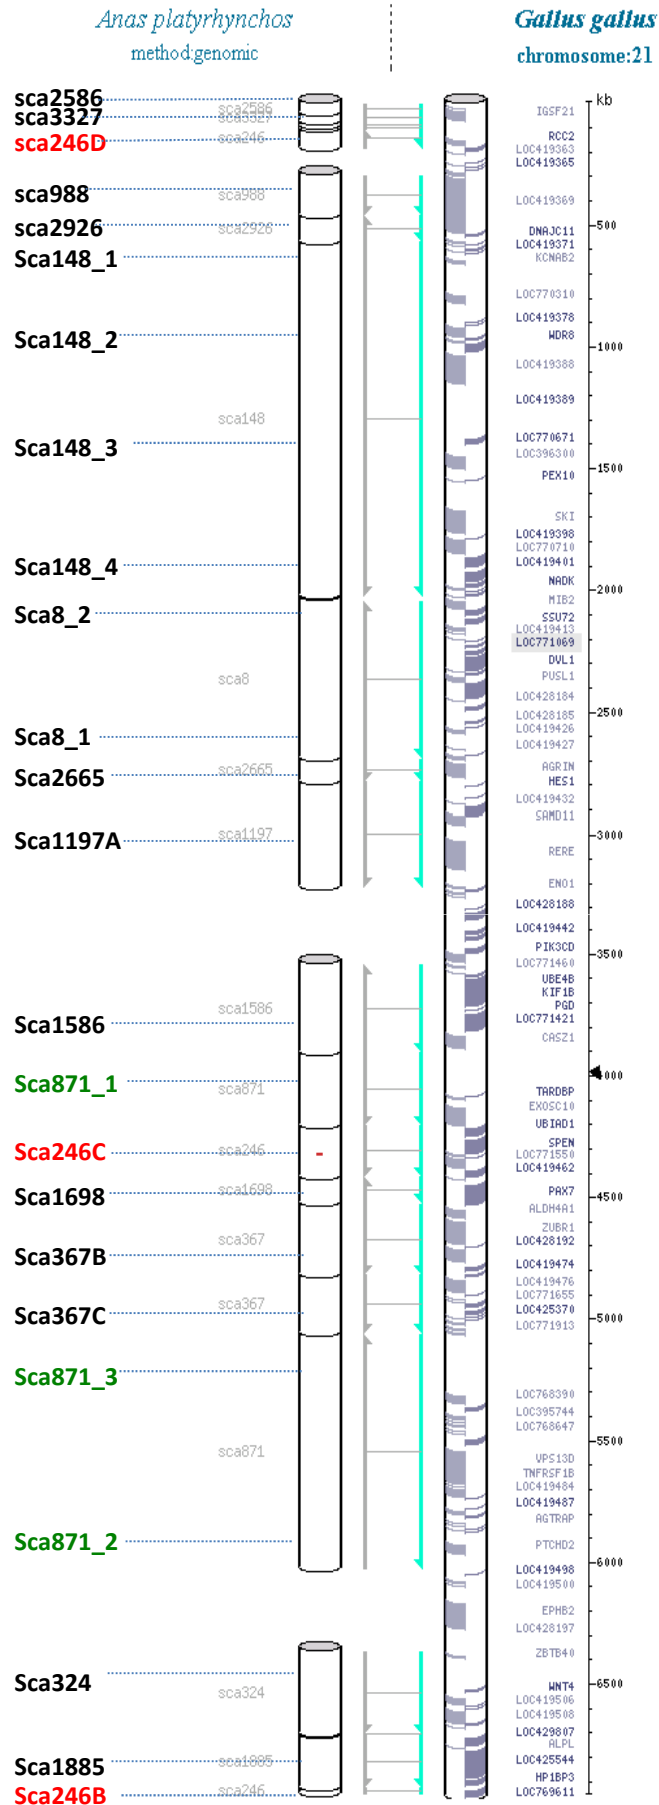 Anas platyrhynchos
method:genomic
Gallus gallus
chromosome:21
sca2586
sca3327
sca246D
sca988
sca2926
Sca148_1
Sca148_2
Sca148_3
Sca148_4
Sca8_2
Sca8_1
Sca2665
Sca1197A
Sca1586
Sca871_1
Sca246C
Sca1698
Sca367B
Sca367C
Sca871_3
Sca871_2
Sca324
Sca1885
Sca246B
sca2586
sca3327
sca246
sca988
sca2926
sca148
sca8
sca2665
sca1197
sca1586
sca871
sca246
sca1698
sca367
sca367
sca871
sca324
sca1885
sca246
IGSF21
RCC2
LOC419363
LOC419365
LOC419369
DNAJC11
LOC419371
KCNAB2
LOC770310
LOC419378
WDR8
LOC419388
LOC419389
LOC770671
LOC396300
PEX10
SKI
LOC419398
LOC770710
LOC419401
NADK
MIB2
SSU72
LOC419413
LOC771069
DVL1
PUSL1
LOC428184
LOC428185
LOC419426
LOC419427
AGRIN
HES1
LOC419432
SAMD11
RERE
ENO1
LOC428188
LOC419442
PIK3CD
LOC771460
UBE4B
KIF1B
PGD
LOC771421
CASZ1
TARDBP
EXOSC10
UBIAD1
SPEN
LOC771550
LOC419462
PAX7
ALDH4A1
ZUBR1
LOC428192
LOC419474
LOC419476
LOC771655
LOC425370
LOC771913
LOC768390
LOC395744
LOC768647
VPS13D
TNFRSF1B
LOC419484
LOC419487
AGTRAP
PTCHD2
LOC419498
LOC419500
EPHB2
LOC428197
ZBTB40
WNT4
LOC419506
LOC419508
LOC429807
ALPL
LOC425544
HP1BP3
LOC769611
kb
500
1000
1500
2000
2500
3000
3500
4000
4500
5000
5500
6000
6500